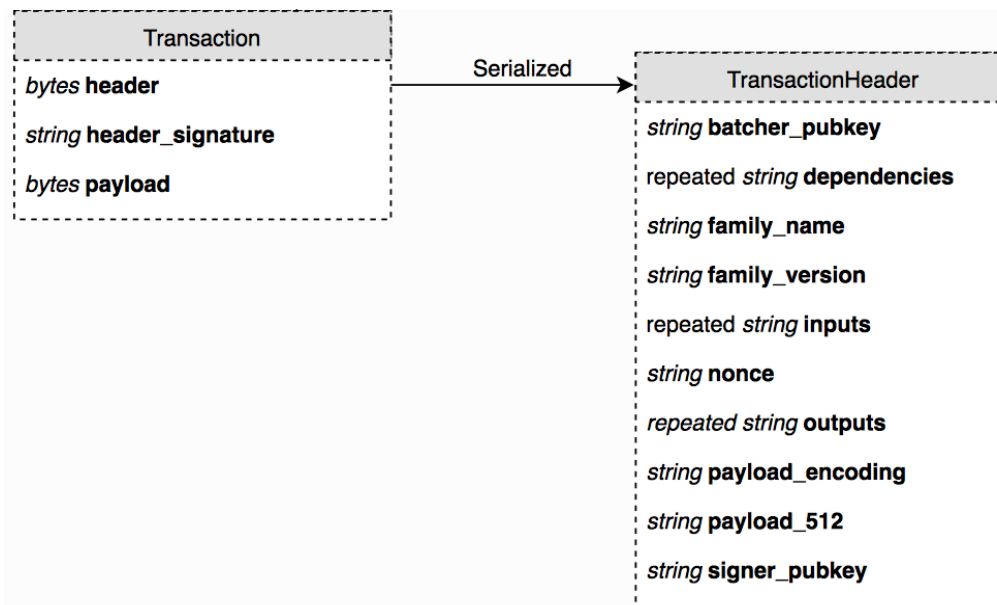 Transaction
bytes header
string header_signature
bytes payload
Serialized
TransactionHeader
string batcher_pubkey
repeated string dependencies
string family_name
string family_version
repeated string inputs
string nonce
repeated string outputs
string payload_encoding
string payload_512
string signer_pubkey